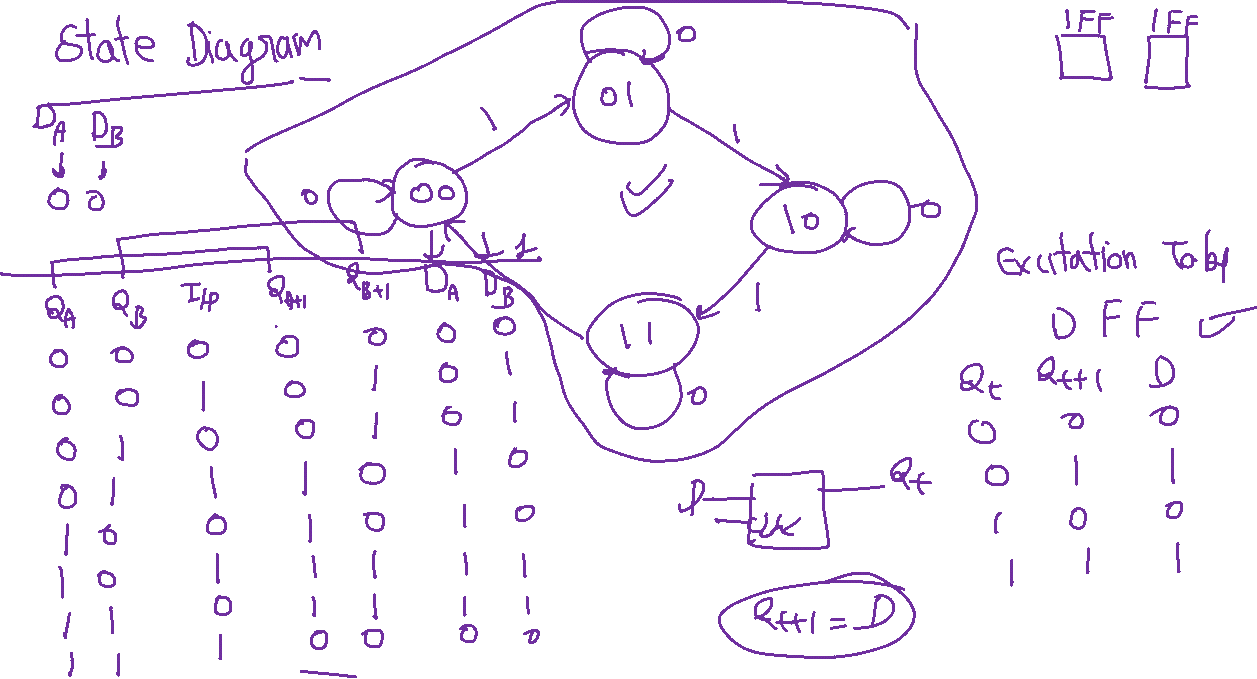 State Diagram
1FF 1FF
DA DB
0 0
0
01
1
1
0
00
10
0
1
1
11
0
QA QB I/p QA+1 QB+1 DA DB
0 0 0 0 0 0 0
0 0 1 0 1 0 1
0 1 0 0 1 0 1
0 1 1 1 0 1 0
1 0 0 1 0 1 0
1 0 1 1 1 1 1
1 1 0 1 1 1 1
1 1 1 0 0 0 0
Excitation
D FF
Qt Qt+1 D
0 0 0
0 1 1
1 0 0
1 1 1
Qt
Qt+1 = D